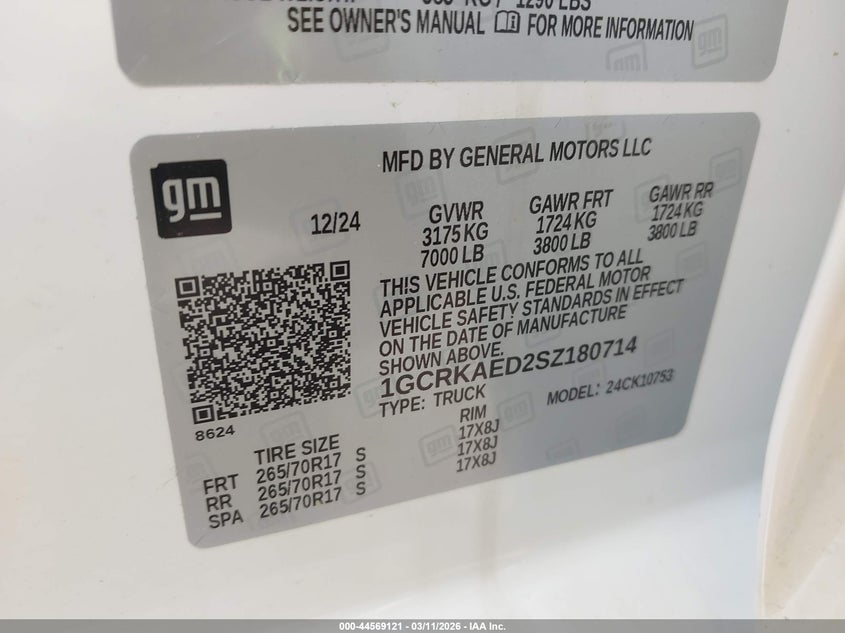 LBS
SEE OWNER'S MANUAL FOR MORE INFORMATION
gm
MFD BY GENERAL MOTORS LLC
gm
12/24
GVWR GAWR FRT GAWR RR
3175 KG 1724 KG 1724 KG
7000 LB 3800 LB 3800 LB
THIS VEHICLE CONFORMS TO ALL
APPLICABLE U.S. FEDERAL MOTOR
VEHICLE SAFETY STANDARDS IN EFFECT
ON THE DATE OF MANUFACTURE
SHOWN ABOVE.
1GCRKAED2SZ180714
TYPE: TRUCK MODEL: 24CK10753
8624
TIRE SIZE RIM
FRT 265/70R17 S 17X8J
RR 265/70R17 S 17X8J
SPA 265/70R17 S 17X8J
000-44569121 - 03/11/2026 - IAA Inc.